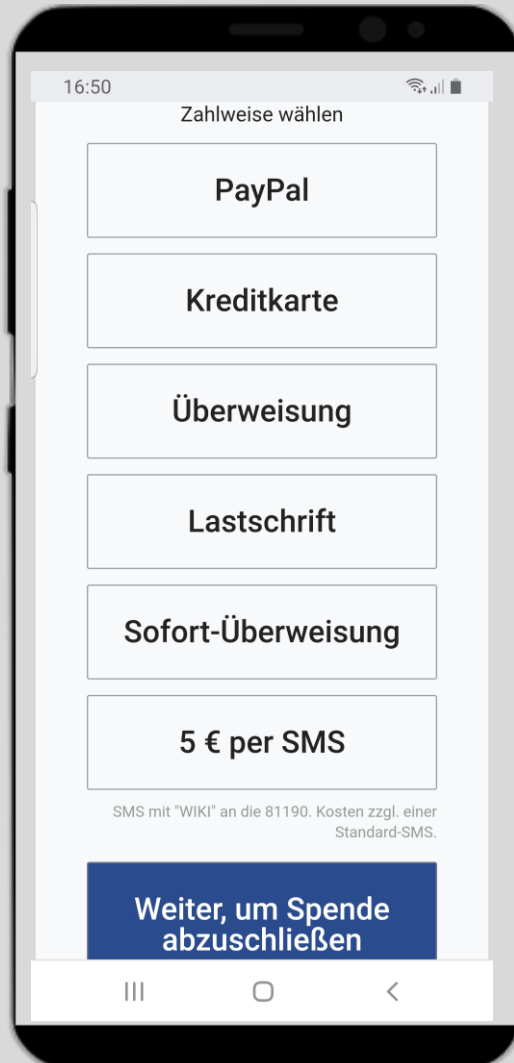 16:50
Zahlweise wählen
PayPal
Kreditkarte
Überweisung
Lastschrift
Sofort-Überweisung
5 € per SMS
SMS mit "WIKI" an die 81190. Kosten zzgl. einer
Standard-SMS.
Weiter, um Spende
abzuschließen